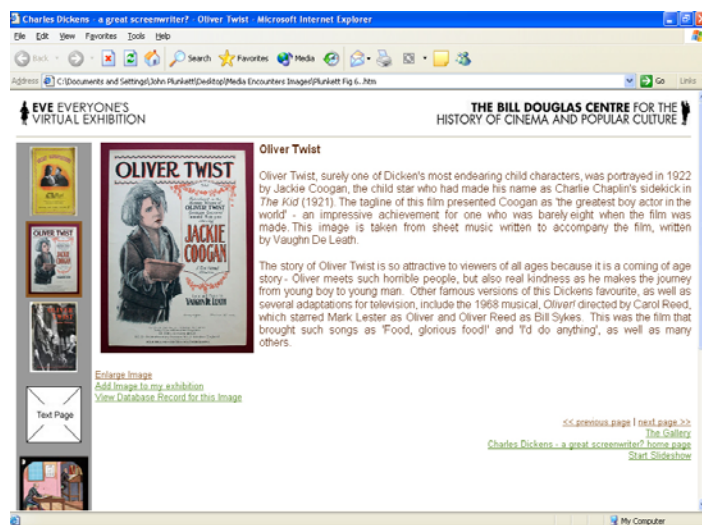 Charles Dickens - a great screenwriter? - Oliver Twist - Microsoft Internet Explorer
File Edit View Favorites Tools Help
Back Search Favorites Media
Address C:\Documents and Settings\John Plunkett\Desktop\Media Encounters Images\Plunkett Fig 6..htm Go Links
EVE EVERYONE'S
VIRTUAL EXHIBITION
THE BILL DOUGLAS CENTRE FOR THE
HISTORY OF CINEMA AND POPULAR CULTURE
OLIVER TWIST
JACKIE
COOGAN
VAUGHN DE LEATH
OLIVER TWIST
Text Page
Oliver Twist
Oliver Twist, surely one of Dicken's most endearing child characters, was portrayed in 1922
by Jackie Coogan, the child star who had made his name as Charlie Chaplin's sidekick in
The Kid (1921). The tagline of this film presented Coogan as 'the greatest boy actor in the
world' - an impressive achievement for one who was barely eight when the film was
made. This image is taken from sheet music written to accompany the film, written
by Vaughn De Leath.
The story of Oliver Twist is so attractive to viewers of all ages because it is a coming of age
story - Oliver meets such horrible people, but also real kindness as he makes the journey
from young boy to young man. Other famous versions of this Dickens favourite, as well as
several adaptations for television, include the 1968 musical, Oliver! directed by Carol Reed,
which starred Mark Lester as Oliver and Oliver Reed as Bill Sykes. This was the film that
brought such songs as 'Food, glorious food!' and 'I'd do anything', as well as many
others.
Enlarge Image
Add Image to my exhibition
View Database Record for this Image
<< previous page | next page >>
The Gallery
Charles Dickens - a great screenwriter? home page
Start Slideshow
My Computer